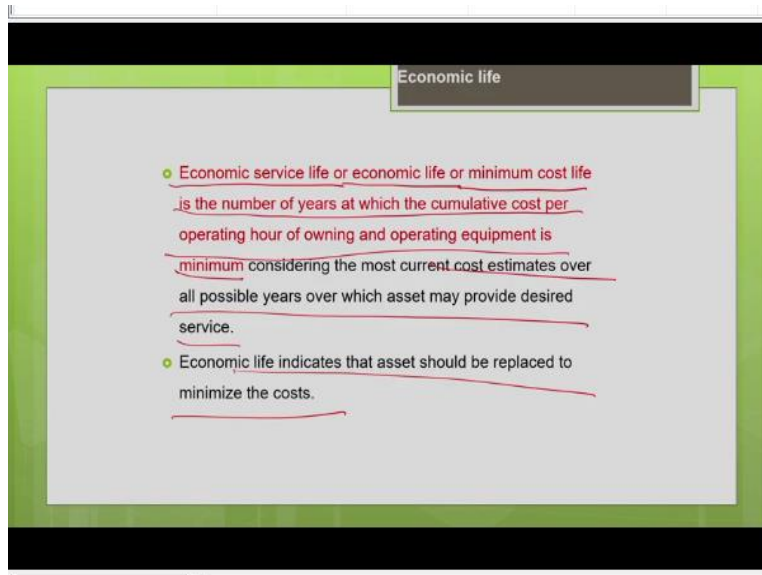 Economic life
Economic service life or economic life or minimum cost life
is the number of years at which the cumulative cost per
operating hour of owning and operating equipment is
minimum considering the most current cost estimates over
all possible years over which asset may provide desired
service.
Economic life indicates that asset should be replaced to
minimize the costs.